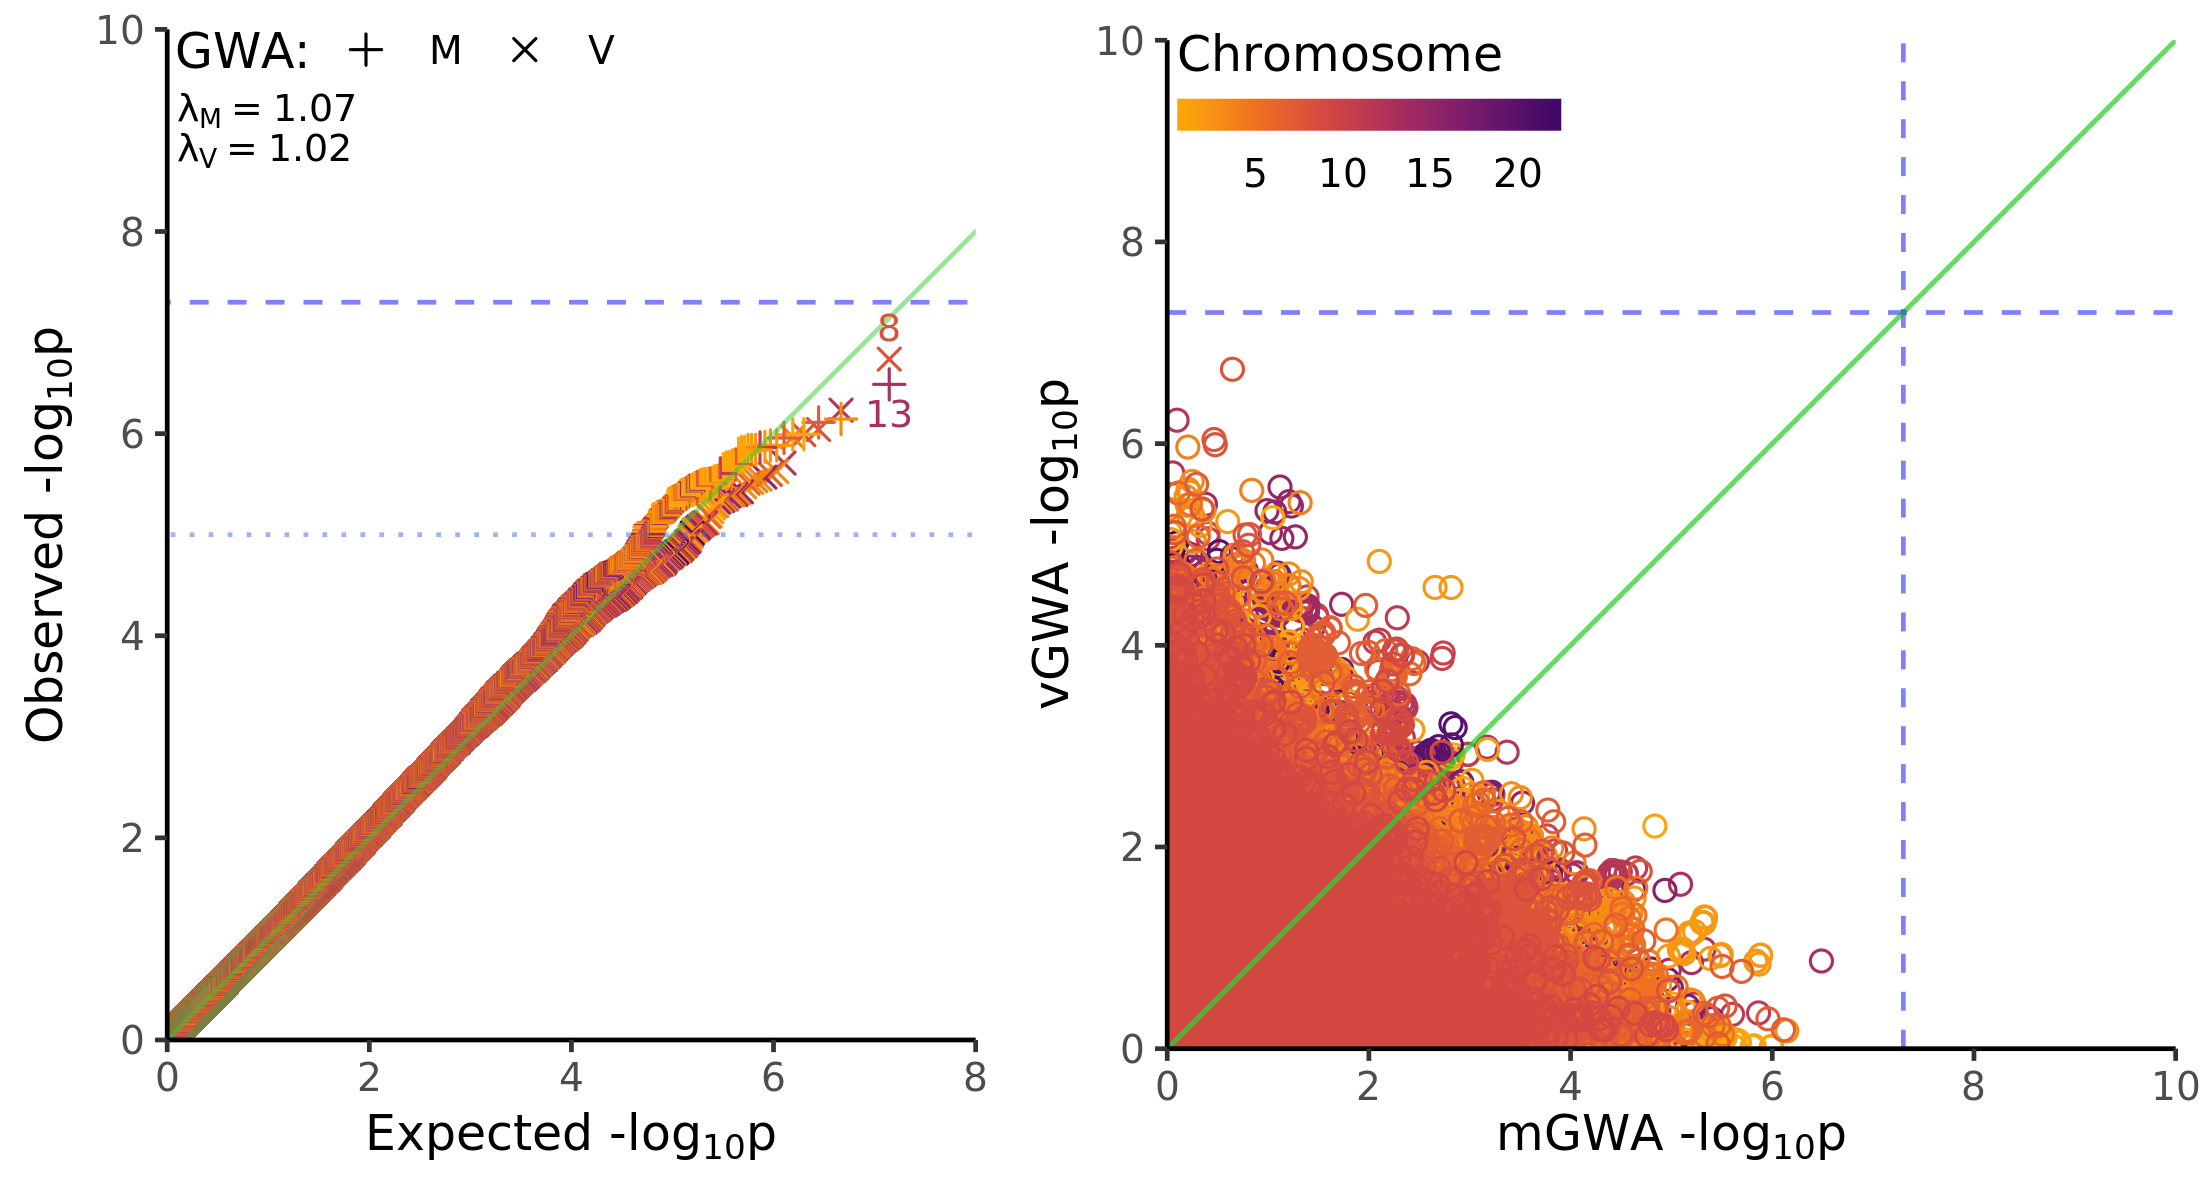 GWA: + M × V
λM = 1.07
λV = 1.02
10
8
6
4
2
0
8
13
0 2 4 6 8
Observed -log10p
Expected -log10p
Chromosome
5 10 15 20
10
8
6
4
2
0
0 2 4 6 8 10
vGWA -log10p
mGWA -log10p